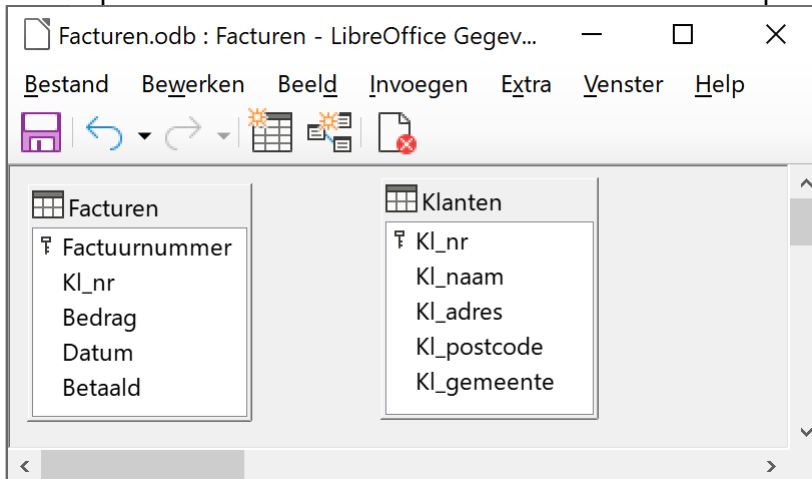 Facturen.odb : Facturen - LibreOffice Gegev...
Bestand Bewerken Beeld Invoegen Extra Venster Help
Facturen
Factuurnummer
Kl_nr
Bedrag
Datum
Betaald
Klanten
Kl_nr
Kl_naam
Kl_adres
Kl_postcode
Kl_gemeente